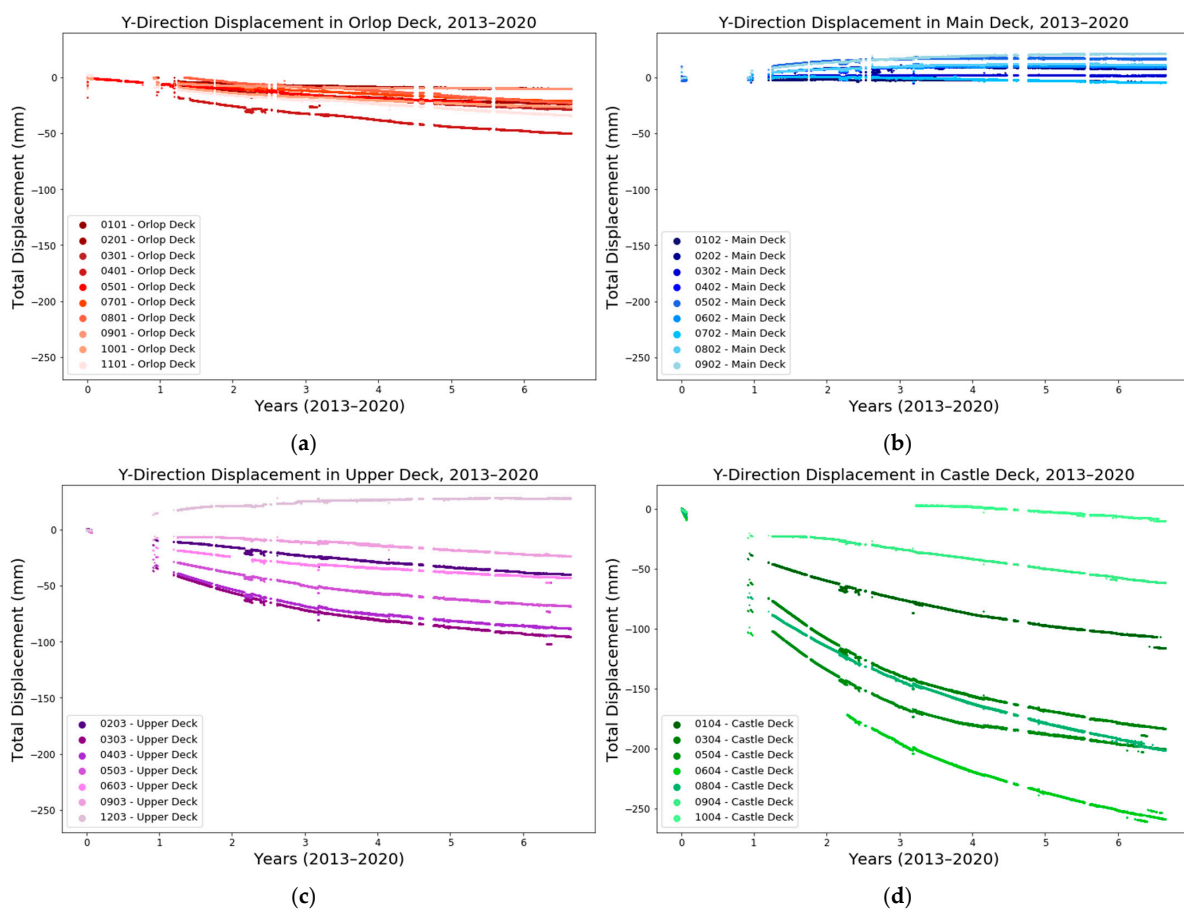 Y-Direction Displacement in Orlop Deck, 2013-2020
Total Displacement (mm)
0
−50
−100
−150
−200
−250
0101 - Orlop Deck
0201 - Orlop Deck
0301 - Orlop Deck
0401 - Orlop Deck
0501 - Orlop Deck
0701 - Orlop Deck
0801 - Orlop Deck
0901 - Orlop Deck
1001 - Orlop Deck
1101 - Orlop Deck
0 1 2 3 4 5 6
Years (2013–2020)
(a)
Y-Direction Displacement in Main Deck, 2013-2020
Total Displacement (mm)
0
−50
−100
−150
−200
−250
0102 - Main Deck
0202 - Main Deck
0302 - Main Deck
0402 - Main Deck
0502 - Main Deck
0602 - Main Deck
0702 - Main Deck
0802 - Main Deck
0902 - Main Deck
0 1 2 3 4 5 6
Years (2013–2020)
(b)
Y-Direction Displacement in Upper Deck, 2013-2020
Total Displacement (mm)
0
−50
−100
−150
−200
−250
0203 - Upper Deck
0303 - Upper Deck
0403 - Upper Deck
0503 - Upper Deck
0603 - Upper Deck
0903 - Upper Deck
1203 - Upper Deck
0 1 2 3 4 5 6
Years (2013–2020)
(c)
Y-Direction Displacement in Castle Deck, 2013-2020
Total Displacement (mm)
0
−50
−100
−150
−200
−250
0104 - Castle Deck
0304 - Castle Deck
0504 - Castle Deck
0604 - Castle Deck
0804 - Castle Deck
0904 - Castle Deck
1004 - Castle Deck
0 1 2 3 4 5 6
Years (2013–2020)
(d)